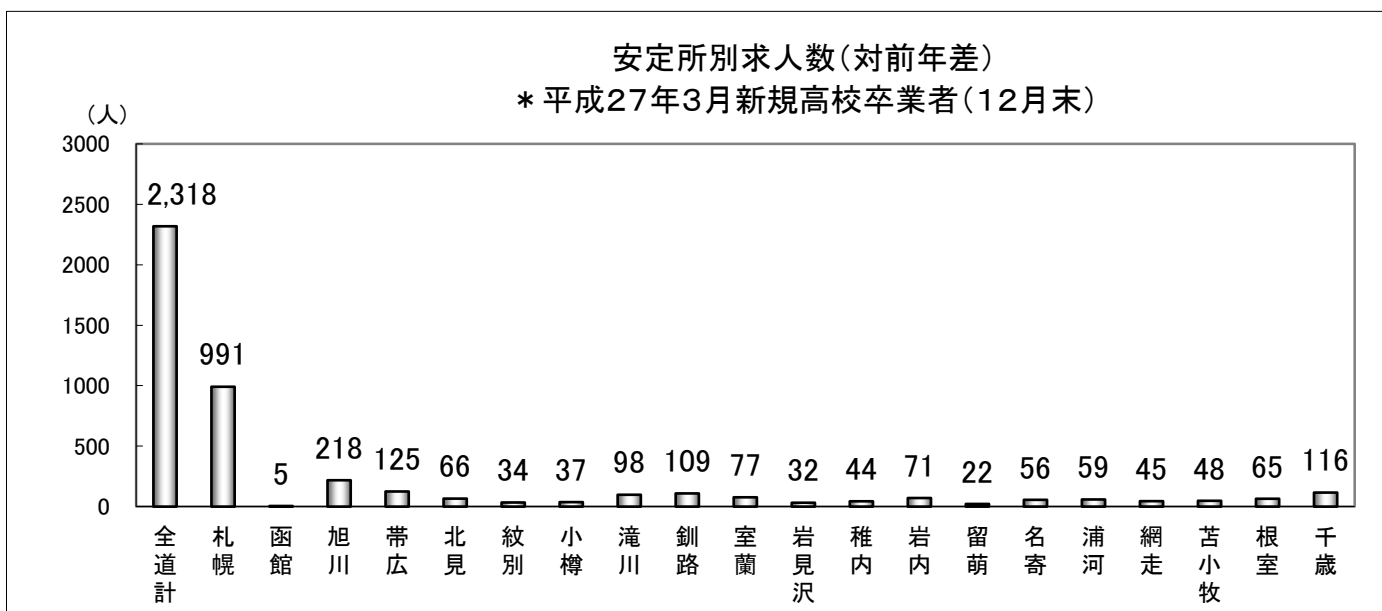 安定所別求人数（対前年差）
＊平成２７年３月新規高校卒業者（１２月末）
（人）
3000
2500
2000
1500
1000
500
0
2,318
991
5
218
125
66
34
37
98
109
77
32
44
71
22
56
59
45
48
65
116
全道計
札幌
函館
旭川
帯広
北見
紋別
小樽
滝川
釧路
室蘭
岩見沢
稚内
岩内
留萌
名寄
浦河
網走
苫小牧
根室
千歳